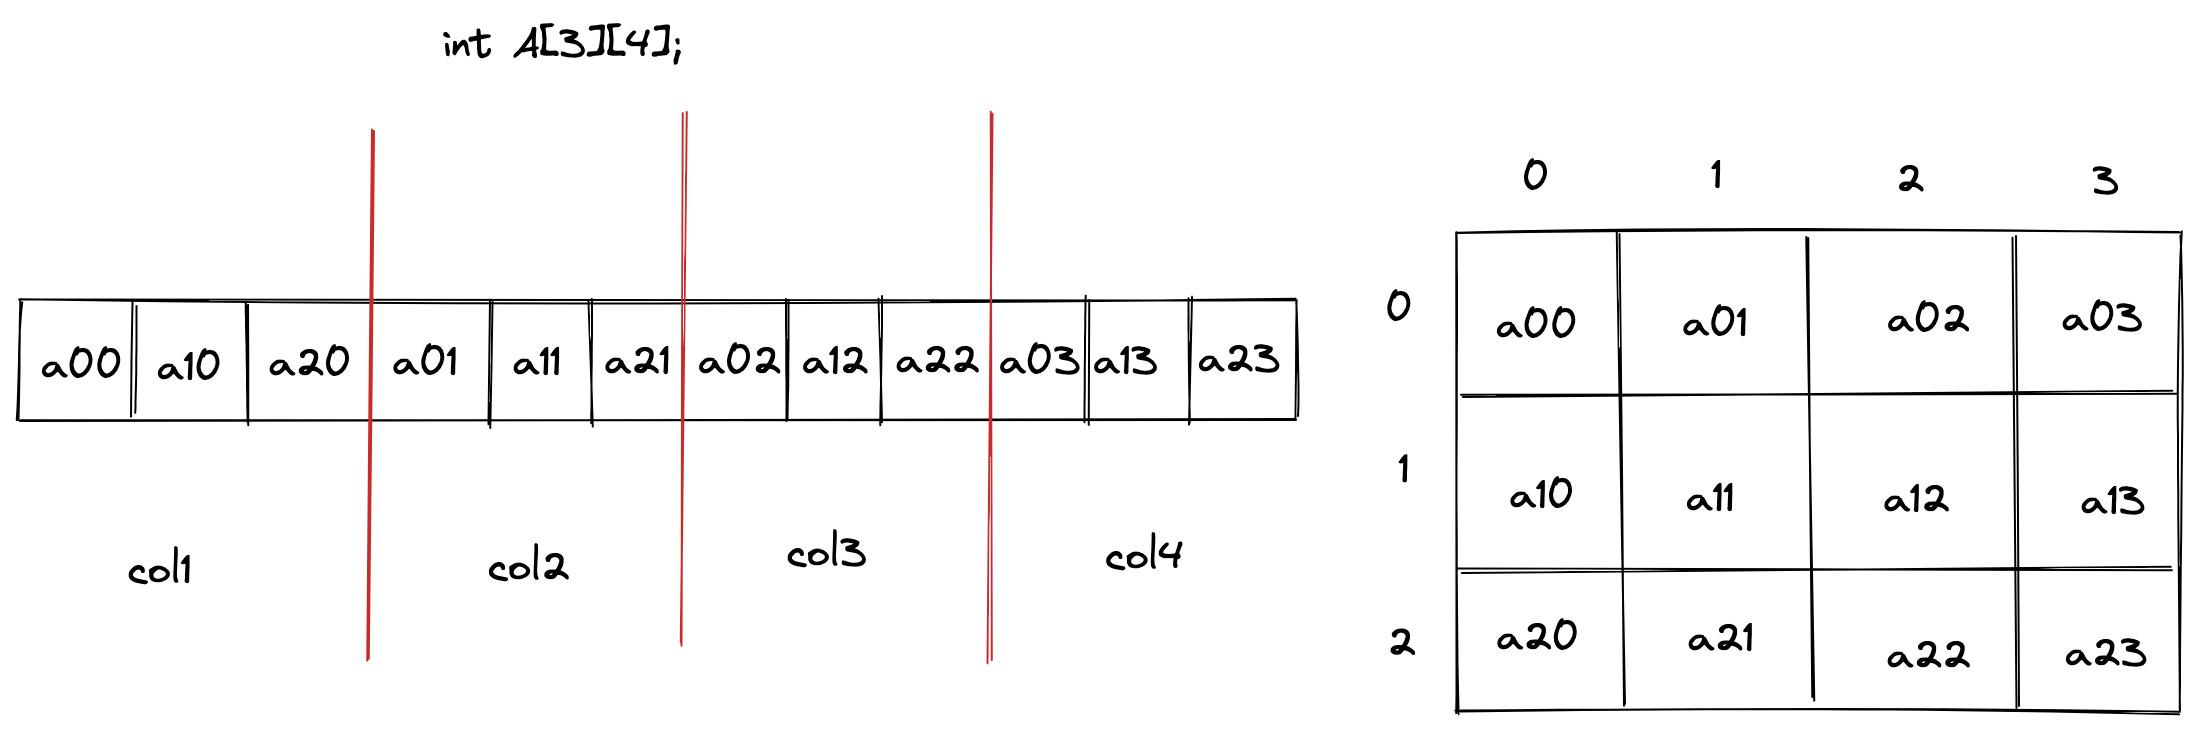 int A[3][4];
a00 a10 a20 a01 a11 a21 a02 a12 a22 a03 a13 a23
col1 col2 col3 col4
0 1 2 3
0 a00 a01 a02 a03
1 a10 a11 a12 a13
2 a20 a21 a22 a23